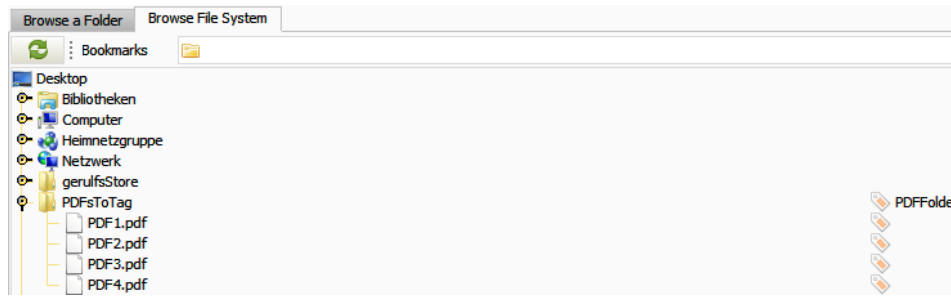 Browse a Folder Browse File System
Bookmarks
Desktop
Bibliotheken
Computer
Heimnetzgruppe
Netzwerk
gerulfsStore
PDFsToTag PDFFolde
PDF1.pdf
PDF2.pdf
PDF3.pdf
PDF4.pdf